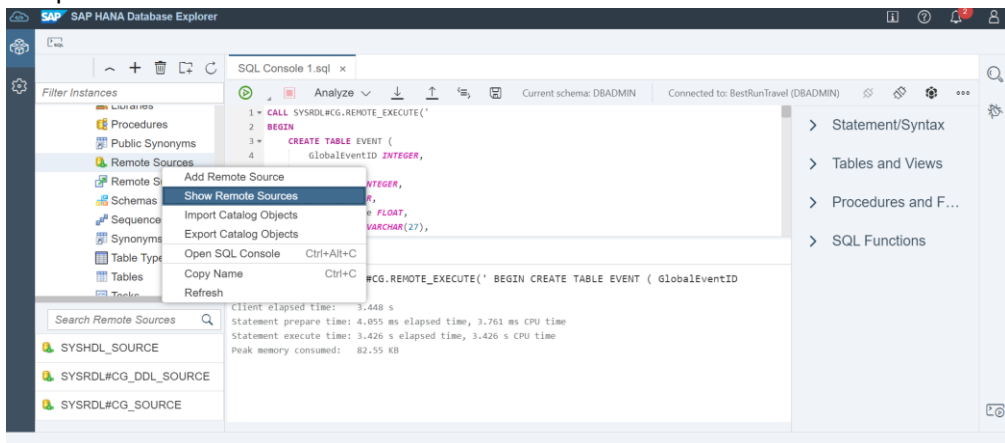 SAP SAP HANA Database Explorer
2
SQL Console 1.sql ×
Filter Instances
Analyze
Current schema: DBADMIN
Connected to: BestRunTravel (DBADMIN)
Libraries
Procedures
Public Synonyms
Remote Sources
Remote S
Schemas
Sequence
Synonyms
Table Type
Tables
Tasks
Add Remote Source
Show Remote Sources
Import Catalog Objects
Export Catalog Objects
Open SQL Console Ctrl+Alt+C
Copy Name Ctrl+C
Refresh
1 CALL SYSRDL#CG.REMOTE_EXECUTE('
2 BEGIN
3 CREATE TABLE EVENT (
4 GlobalEventID INTEGER,
NTEGER,
R,
e FLOAT,
VARCHAR(27),
#CG.REMOTE_EXECUTE(' BEGIN CREATE TABLE EVENT ( GlobalEventID
Client elapsed time: 3.448 s
Statement prepare time: 4.055 ms elapsed time, 3.761 ms CPU time
Statement execute time: 3.426 s elapsed time, 3.426 s CPU time
Peak memory consumed: 82.55 KB
Search Remote Sources
SYSHDL_SOURCE
SYSRDL#CG_DDL_SOURCE
SYSRDL#CG_SOURCE
Statement/Syntax
Tables and Views
Procedures and F...
SQL Functions